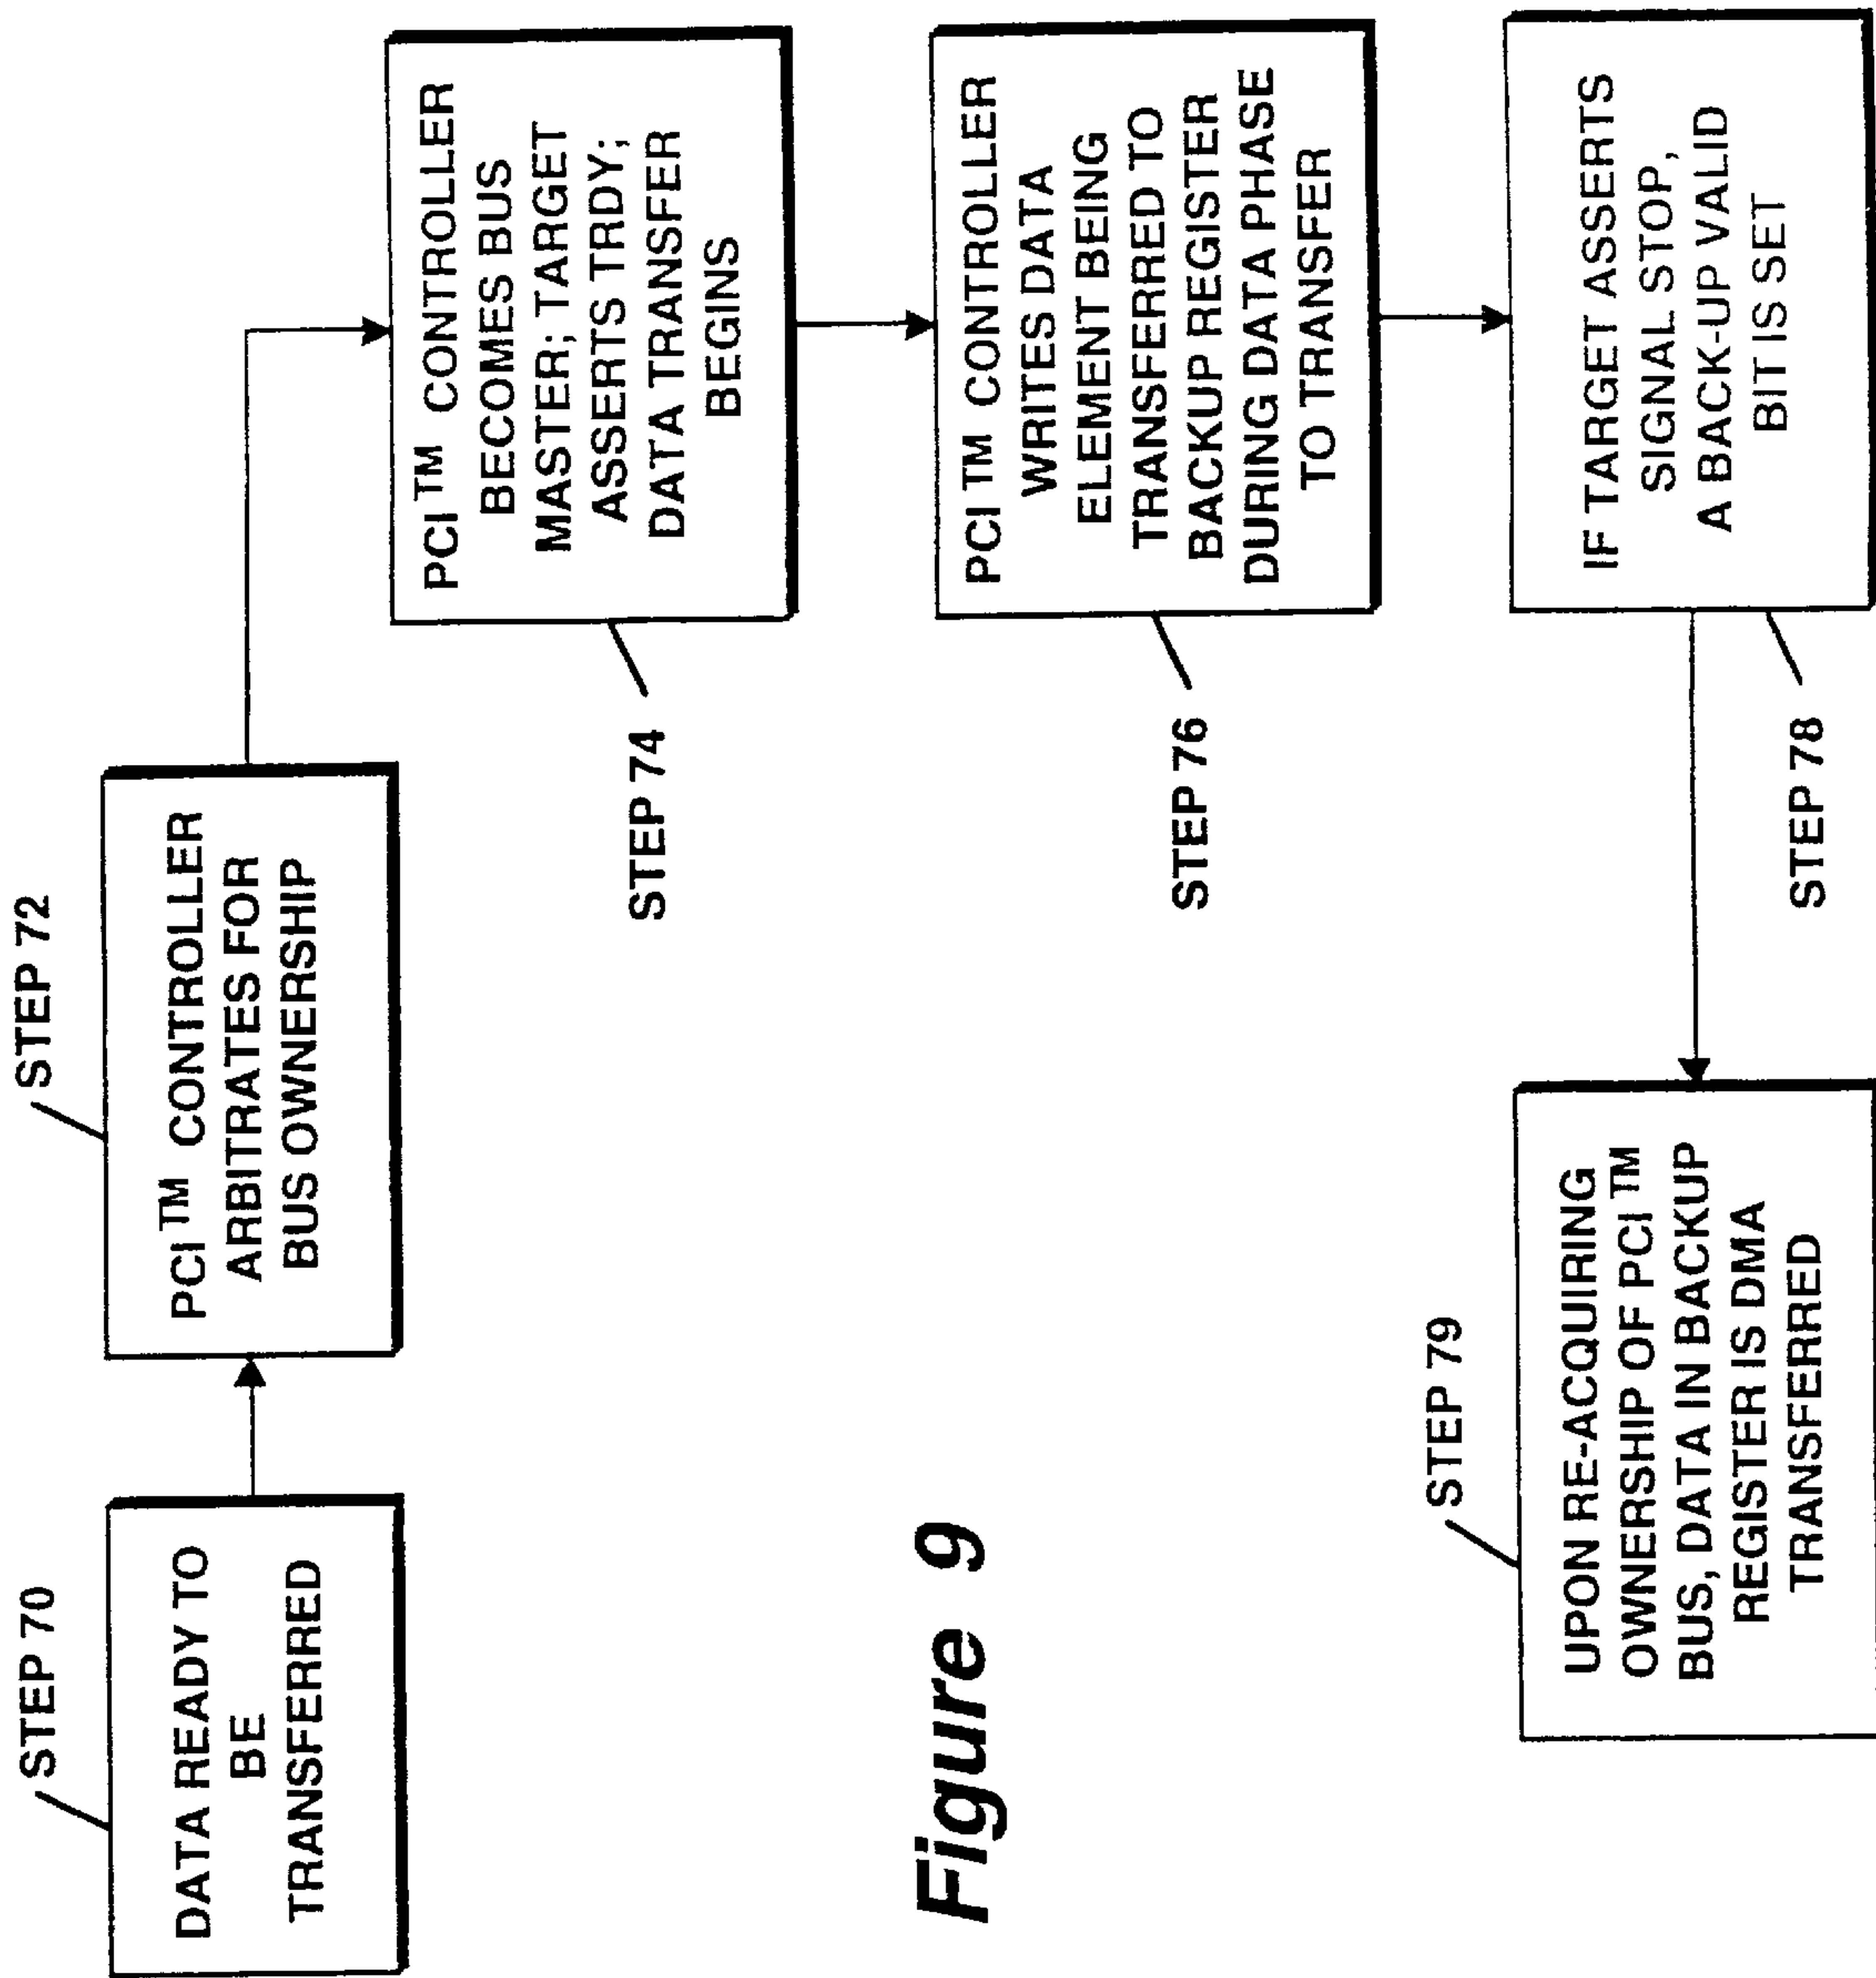 STEP 70
DATA READY TO
BE
TRANSFERRED
STEP 72
PCI™ CONTROLLER
ARBITRATES FOR
BUS OWNERSHIP
STEP 74
PCI™ CONTROLLER
BECOMES BUS
MASTER; TARGET
ASSERTS TRDY;
DATA TRANSFER
BEGINS
STEP 76
PCI™ CONTROLLER
WRITES DATA
ELEMENT BEING
TRANSFERRED TO
BACKUP REGISTER
DURING DATA PHASE
TO TRANSFER
STEP 78
IF TARGET ASSERTS
SIGNAL STOP,
A BACK-UP VALID
BIT IS SET
STEP 79
UPON RE-ACQUIRING
OWNERSHIP OF PCI™
BUS, DATA IN BACKUP
REGISTER IS DMA
TRANSFERRED
Figure 9